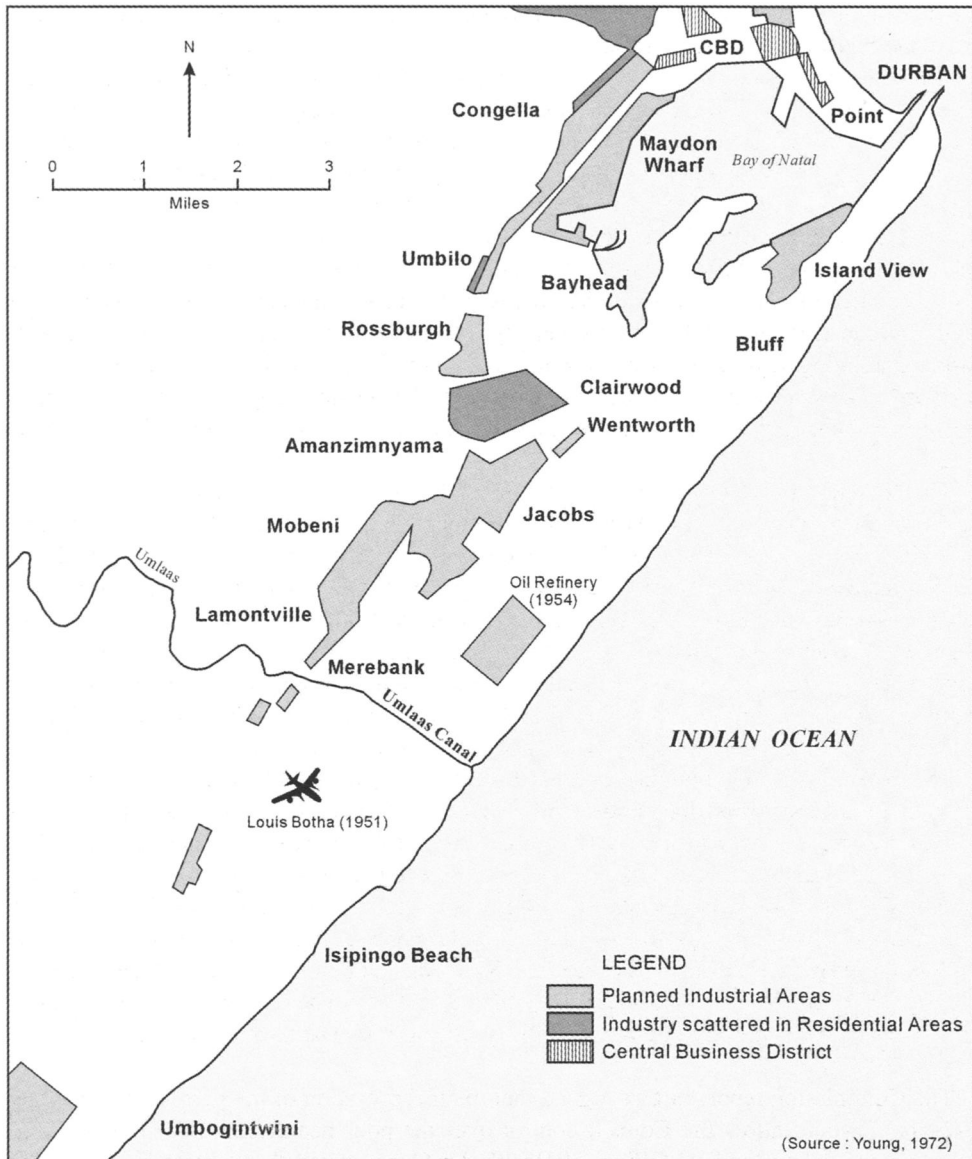 N
CBD
DURBAN
Congella
Point
0 1 2 3
Miles
Maydon
Wharf
Bay of Natal
Umbilo
Bayhead
Island View
Rossburgh
Bluff
Clairwood
Wentworth
Amanzimnyama
Jacobs
Mobeni
Umlaas
Oil Refinery
(1954)
Lamontville
Merebank
Umlaas Canal
INDIAN OCEAN
Louis Botha (1951)
Isipingo Beach
LEGEND
Planned Industrial Areas
Industry scattered in Residential Areas
Central Business District
Umbogintwini
(Source : Young, 1972)